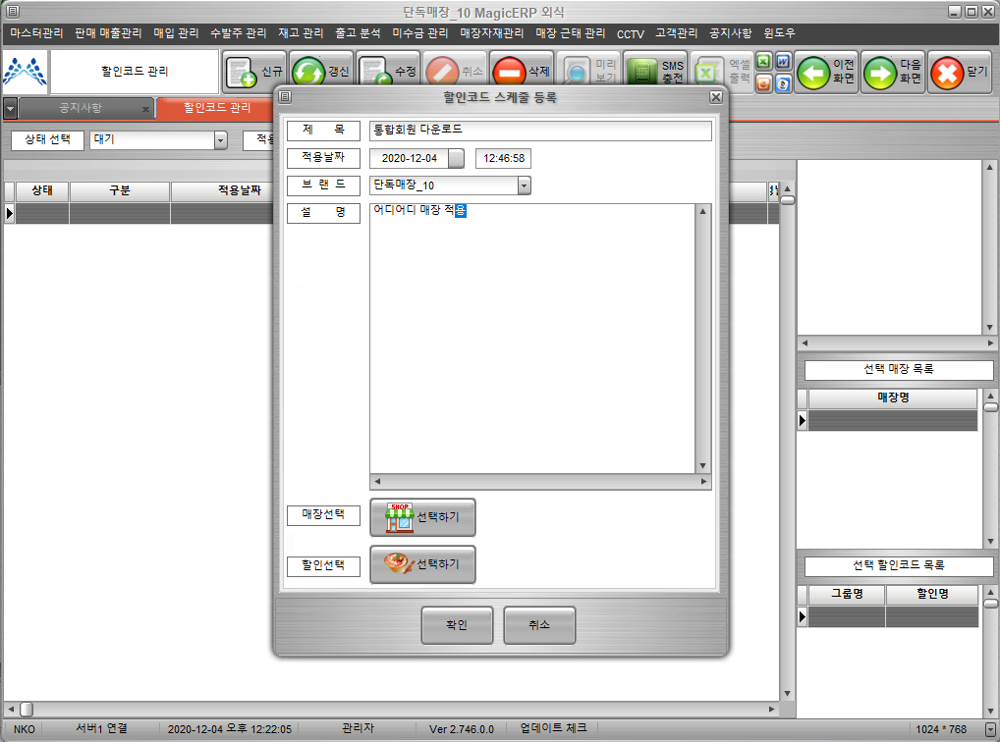 단독매장_10 MagicERP 외식
마스터관리 판매 매출관리 매입 관리 수발주 관리 재고 관리 출고 분석 미수금 관리 매장자재관리 매장 근태 관리 CCTV 고객관리 공지사항 윈도우
할인코드 관리 신규 갱신 수정 취소 삭제 미리보기 SMS충전 엑셀출력 이전화면 다음화면 닫기
공지사항 할인코드 관리
상태 선택 대기
상태 구분 적용날짜
할인코드 스케줄 등록
제 목 통합회원 다운로드
적용날짜 2020-12-04 12:46:58
브 랜 드 단독매장_10
설 명 어디어디 매장 적용
매장선택 선택하기
할인선택 선택하기
확인 취소
선택 매장 목록
매장명
선택 할인코드 목록
그룹명 할인명
NKO 서버1 연결 2020-12-04 오후 12:22:05 관리자 Ver 2.746.0.0 업데이트 체크 1024 * 768